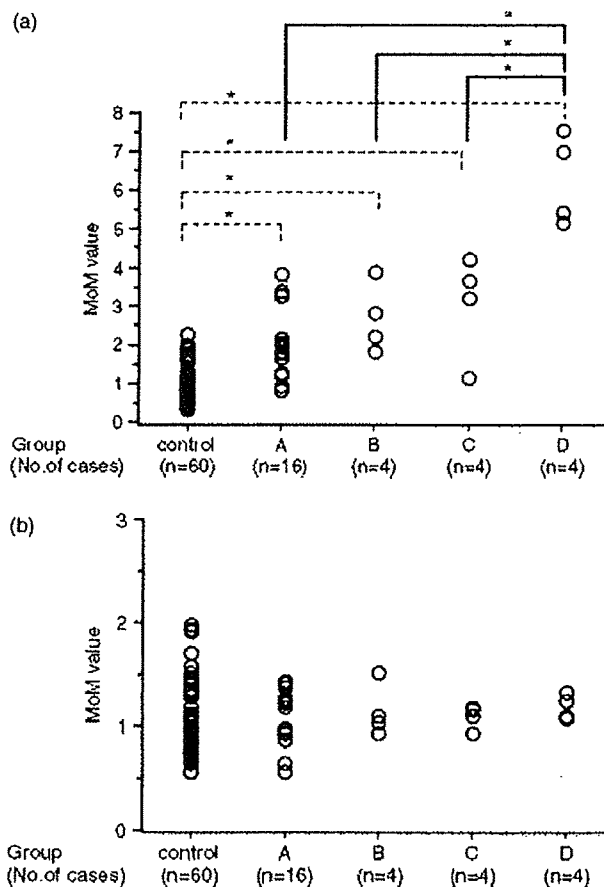 (a)
*
*
*
*
*
*
*
8
7
6
5
4
3
2
1
0
MoM value
Group control A B C D
(No.of cases) (n=60) (n=16) (n=4) (n=4) (n=4)
(b)
3
2
1
0
MoM value
Group control A B C D
(No.of cases) (n=60) (n=16) (n=4) (n=4) (n=4)